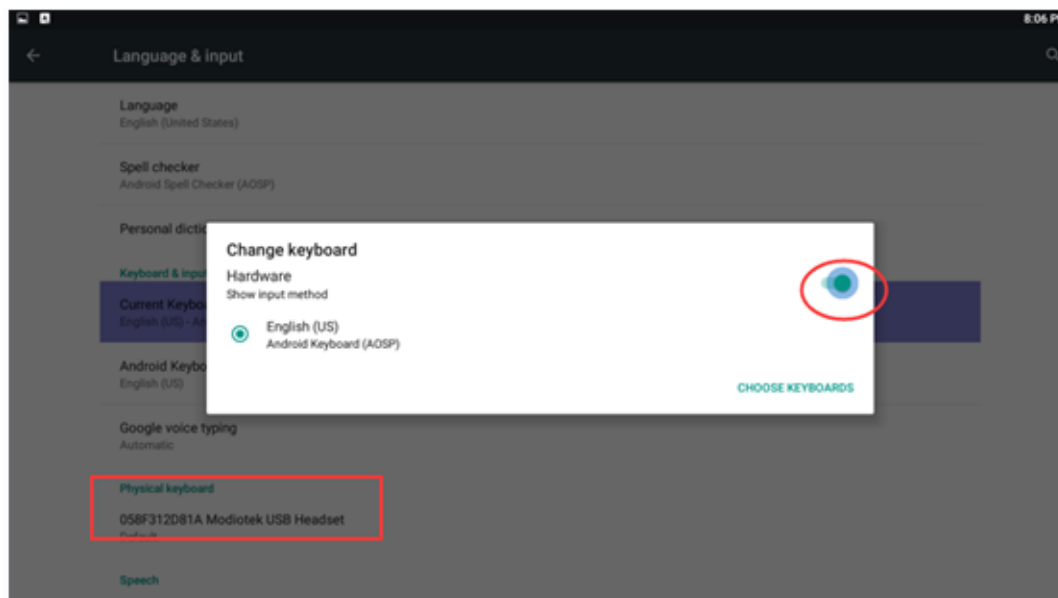 8:06 P
Language & input
Language
English (United States)
Spell checker
Android Spell Checker (AOSP)
Personal dictio
Change keyboard
Hardware
Show input method
English (US)
Android Keyboard (AOSP)
CHOOSE KEYBOARDS
Keyboard & input
Current Keybo
English (US) - An
Android Keybo
English (US)
Google voice typing
Automatic
Physical keyboard
058F312D81A Modiotek USB Headset
Default
Speech